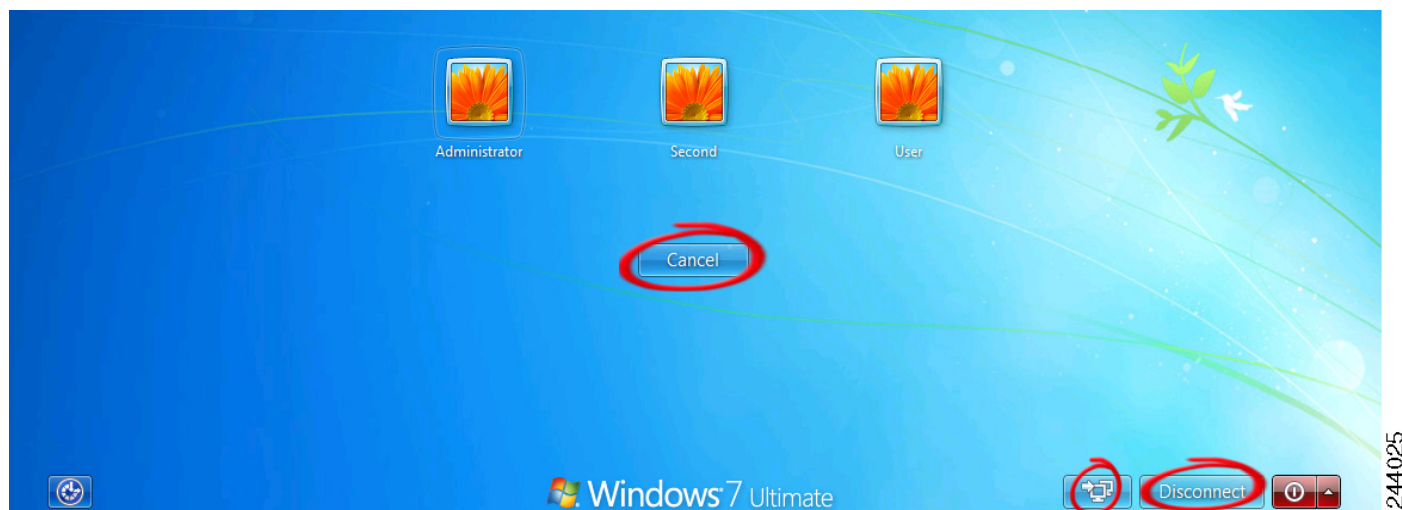 Administrator
Second
User
Cancel
Windows 7 Ultimate
Disconnect
244025